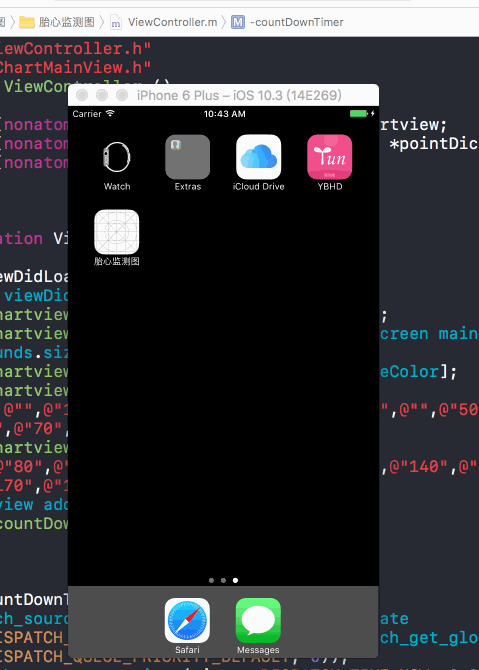 图 〉 胎心监测图 〉 m ViewController.m 〉 M -countDownTimer
iewController.h"
ChartMainView.h"
ViewController ()
iPhone 6 Plus – iOS 10.3 (14E269)
Carrier 10:43 AM
(nonatom rtview;
(nonatom *pointDic
(nonatom
Watch Extras iCloud Drive YBHD
Yun
ation Vi
胎心监测图
ewDidLoa
viewDid
hartview ;
hartview creen main
unds.siz
hartview eColor];
hartview
@"",@"1 ",@"",@"50
,@"70",
hartview
@"80",@" ,@"140",@"
170",@"1
view add
countDow
untDownT
ch_sourc ate
ISPATCH_ tch_get_glo
ISPATCH_QUEUE_PRIORITY_DEFAULT, 0));
Safari Messages